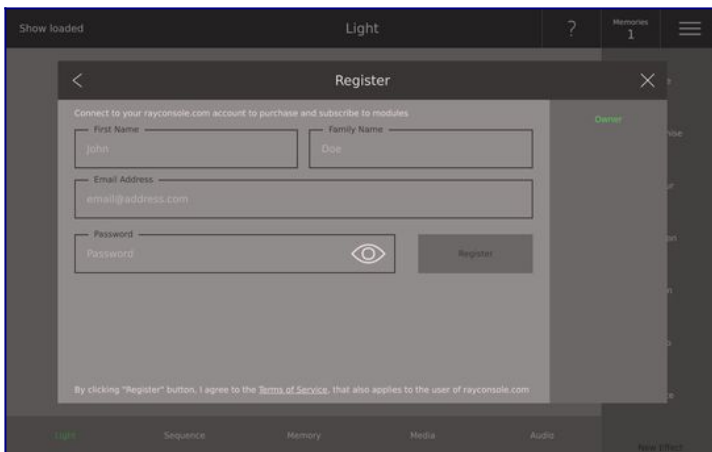 Show loaded
Light
?
Memories
1
Register
Connect to your rayconsole.com account to purchase and subscribe to modules
First Name
Family Name
John
Doe
Email Address
email@address.com
Password
Password
Register
Owner
By clicking "Register" button, I agree to the Terms of Service, that also applies to the user of rayconsole.com
Light
Sequence
Memory
Media
Audio
New Effect